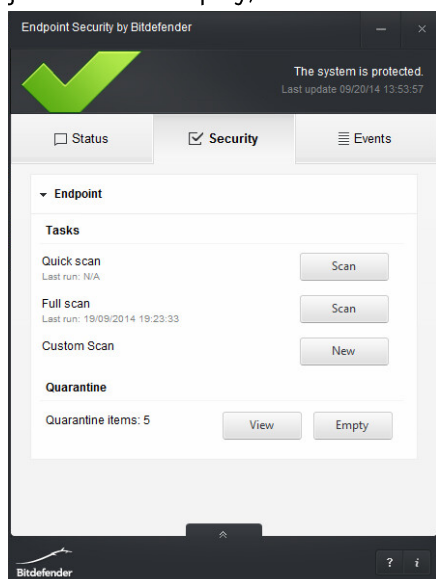 Endpoint Security by Bitdefender
The system is protected.
Last update 09/20/14 13:53:57
Status
Security
Events
Endpoint
Tasks
Quick scan
Scan
Last run: N/A
Full scan
Scan
Last run: 19/09/2014 19:23:33
Custom Scan
New
Quarantine
Quarantine items: 5
View
Empty
Bitdefender
? i